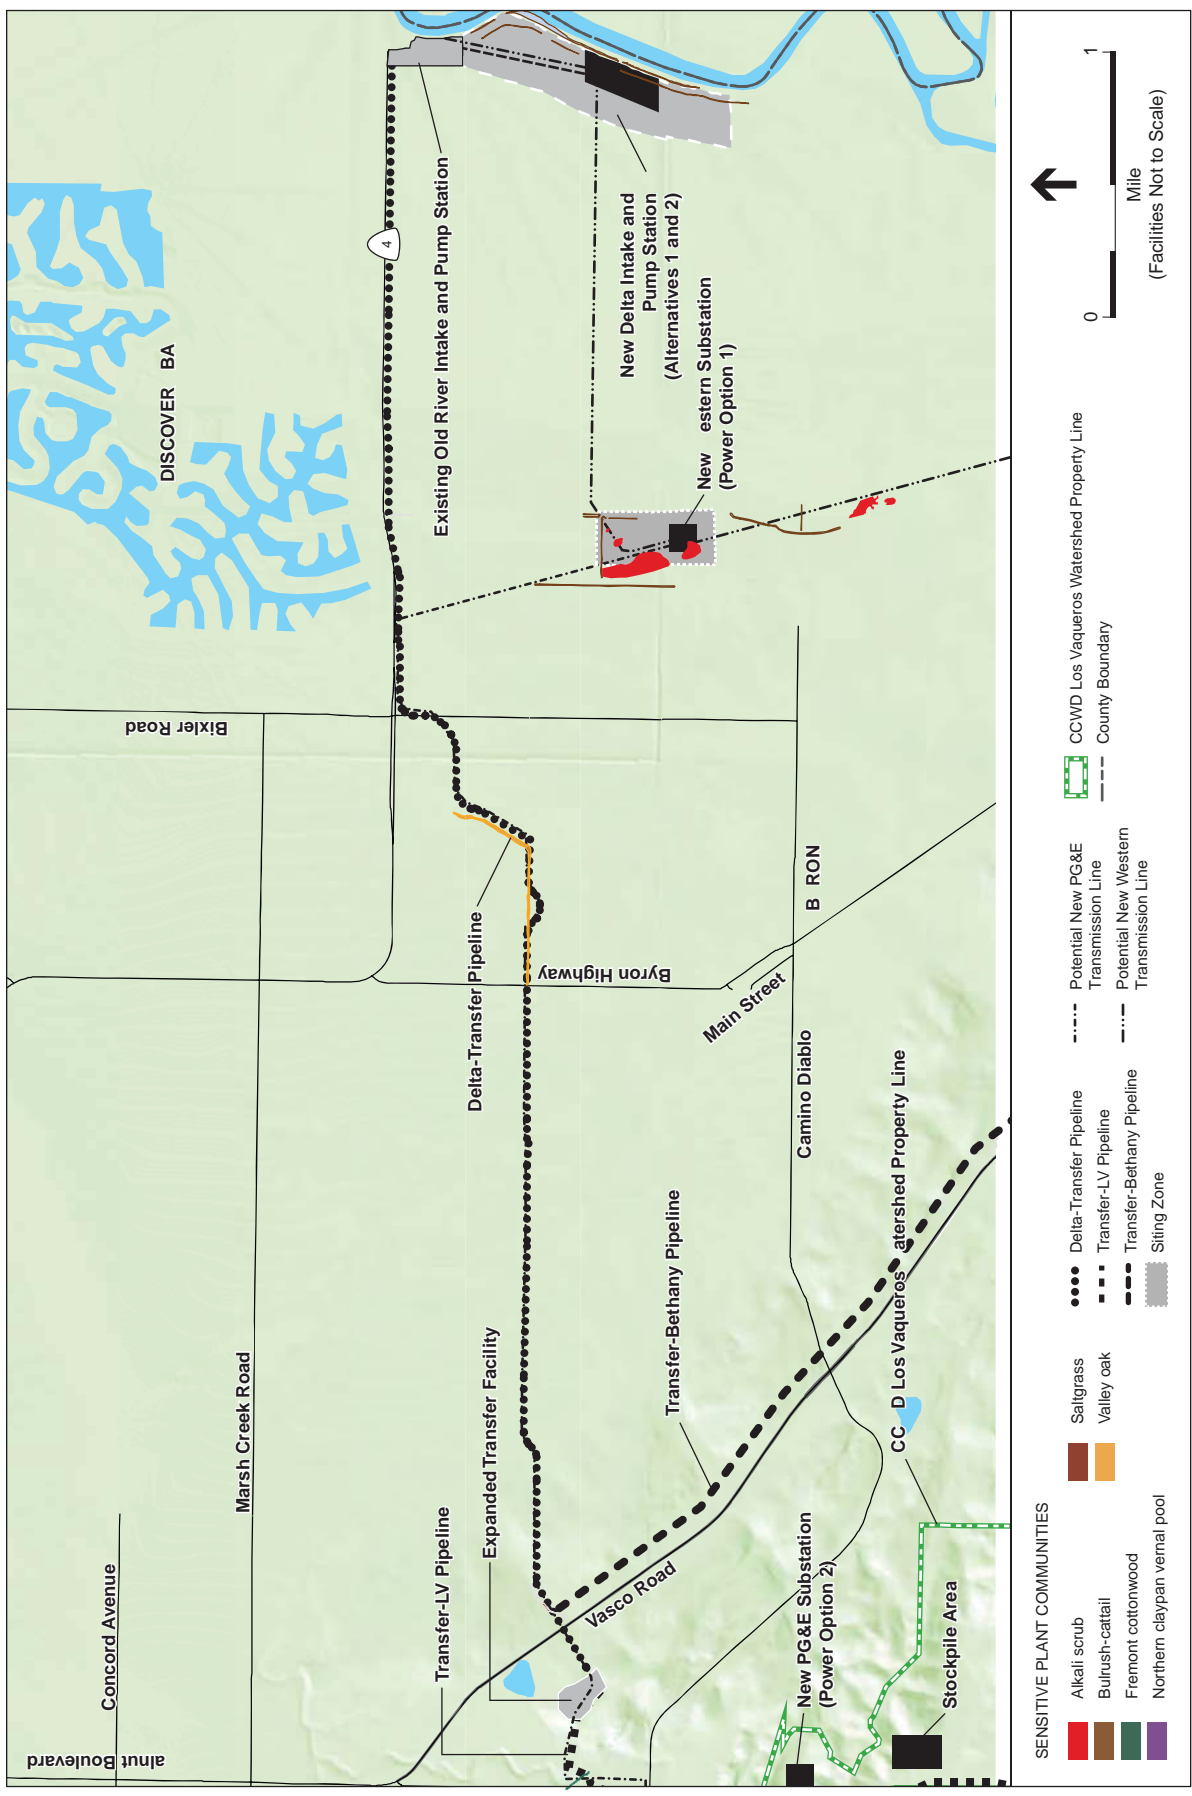 alnut Boulevard
Concord Avenue
Marsh Creek Road
Bixler Road
DISCOVER BA
4
Existing Old River Intake and Pump Station
New Delta Intake and
Pump Station
(Alternatives 1 and 2)
New estern Substation
(Power Option 1)
Delta-Transfer Pipeline
Byron Highway
Main Street
B RON
Camino Diablo
Transfer-LV Pipeline
Expanded Transfer Facility
Transfer-Bethany Pipeline
Vasco Road
New PG&E Substation
(Power Option 2)
CC D Los Vaqueros atershed Property Line
Stockpile Area
SENSITIVE PLANT COMMUNITIES
Alkali scrub
Bulrush-cattail
Fremont cottonwood
Northern claypan vernal pool
Saltgrass
Valley oak
Delta-Transfer Pipeline
Transfer-LV Pipeline
Transfer-Bethany Pipeline
Siting Zone
Potential New PG&E
Transmission Line
Potential New Western
Transmission Line
CCWD Los Vaqueros Watershed Property Line
County Boundary
0 1
Mile
(Facilities Not to Scale)